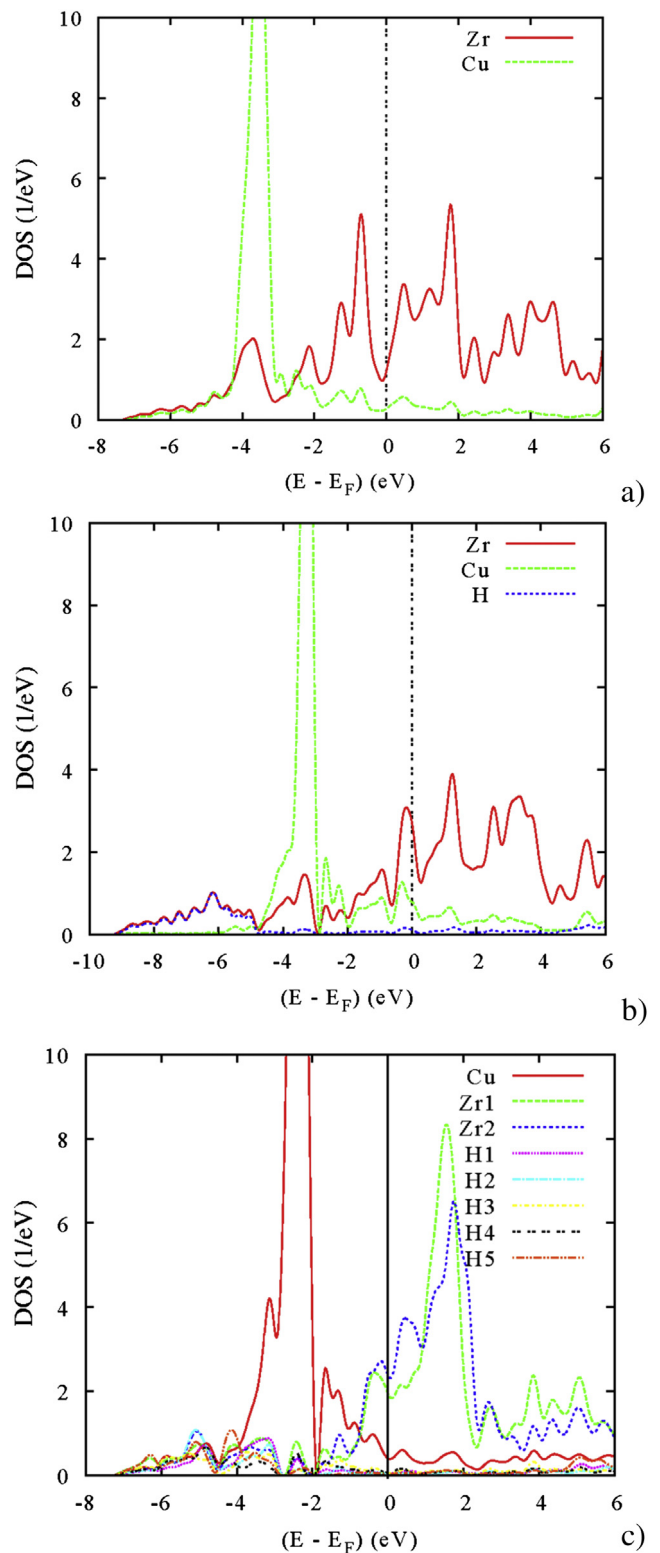 10
8
6
4
2
0
DOS (1/eV)
Zr
Cu
-8 -6 -4 -2 0 2 4 6
(E - E_F) (eV)
a)
10
8
6
4
2
0
DOS (1/eV)
Zr
Cu
H
-10 -8 -6 -4 -2 0 2 4 6
(E - E_F) (eV)
b)
10
8
6
4
2
0
DOS (1/eV)
Cu
Zr1
Zr2
H1
H2
H3
H4
H5
-8 -6 -4 -2 0 2 4 6
(E - E_F) (eV)
c)